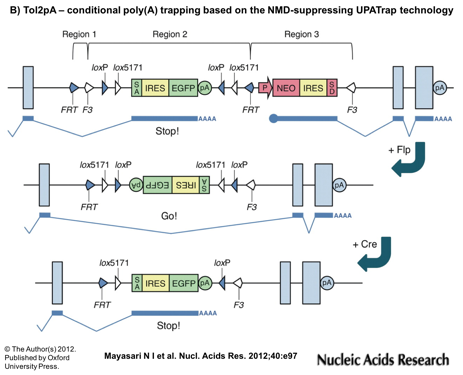 B) Tol2pA – conditional poly(A) trapping based on the NMD-suppressing UPATrap technology
Region 1 Region 2 Region 3
loxP lox5171
SA IRES EGFP pA P NEO IRES SD
FRT F3 loxP lox5171 FRT F3 pA
AAAA AAAA
Stop!
+ Flp
lox5171 loxP lox5171 loxP
pA EGFP IRES SA pA
FRT F3
AAAA
Go!
+ Cre
lox5171 loxP
SA IRES EGFP pA pA
FRT F3
AAAA
Stop!
© The Author(s) 2012.
Published by Oxford
University Press.
Mayasari N I et al. Nucl. Acids Res. 2012;40:e97
Nucleic Acids Research